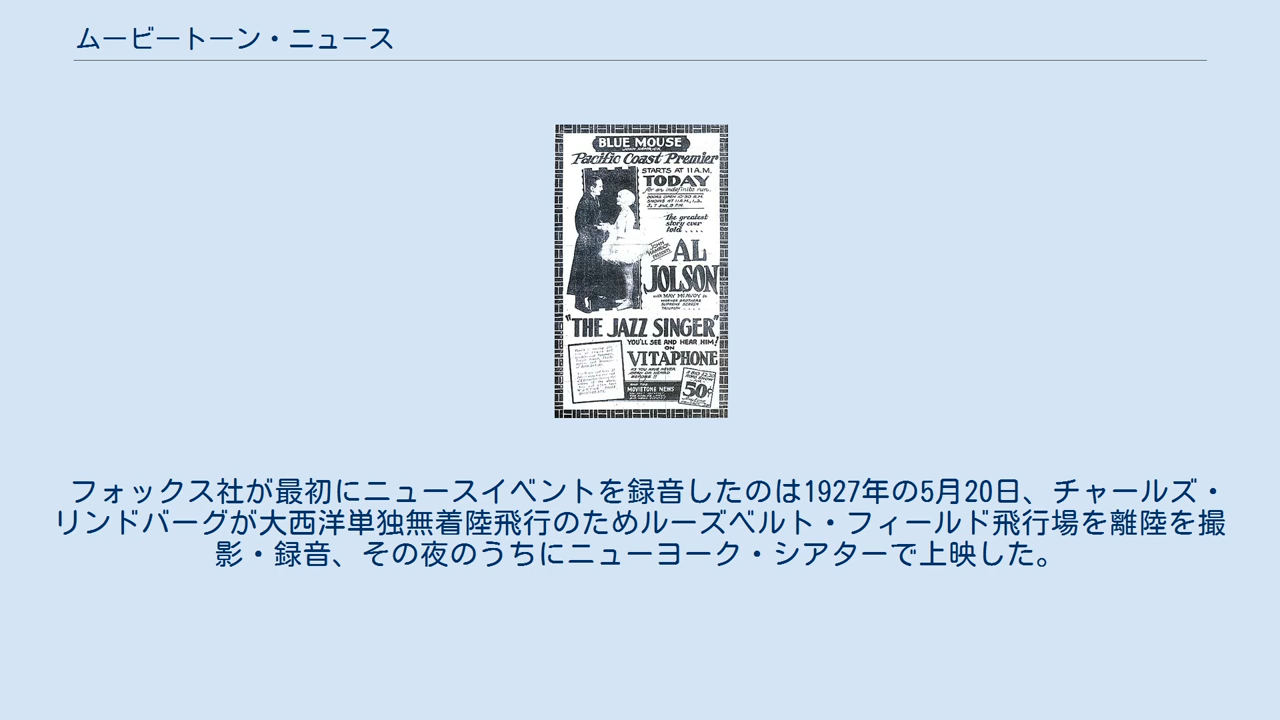 ムービートーン・ニュース
BLUE MOUSE
Pacific Coast Premier
STARTS AT 11 A.M.
TODAY
for an indefinite run.
The greatest
story ever
told....
AL
JOLSON
with MAY McAVOY in
"THE JAZZ SINGER"
YOU'LL SEE AND HEAR HIM!
ON
VITAPHONE
AS YOU HAVE NEVER
MOVIETONE NEWS
50¢
フォックス社が最初にニュースイベントを録音したのは1927年の5月20日、チャールズ・
リンドバーグが大西洋単独無着陸飛行のためルーズベルト・フィールド飛行場を離陸を撮
影・録音、その夜のうちにニューヨーク・シアターで上映した。